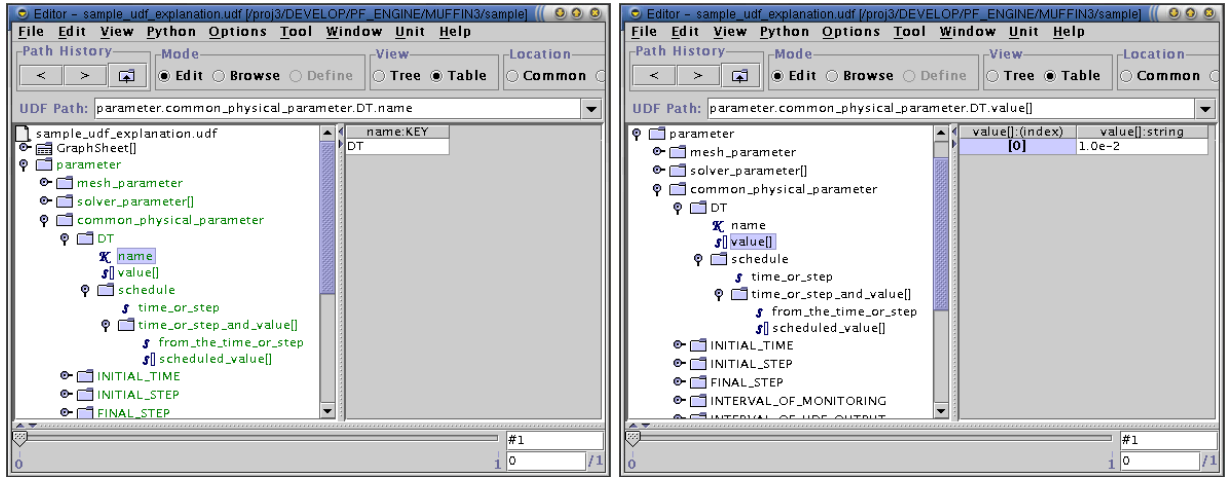 Editor – sample_udf_explanation.udf [/proj3/DEVELOP/PF_ENGINE/MUFFIN3/sample]
File Edit View Python Options Tool Window Unit Help
Path History Mode View Location
< > Edit Browse Define Tree Table Common
UDF Path: parameter.common_physical_parameter.DT.name
sample_udf_explanation.udf
GraphSheet[]
parameter
mesh_parameter
solver_parameter[]
common_physical_parameter
DT
K name
s[] value[]
schedule
s time_or_step
time_or_step_and_value[]
s from_the_time_or_step
s[] scheduled_value[]
INITIAL_TIME
INITIAL_STEP
FINAL_STEP
name:KEY
DT
#1
0 1 0 /1
Editor – sample_udf_explanation.udf [/proj3/DEVELOP/PF_ENGINE/MUFFIN3/sample]
File Edit View Python Options Tool Window Unit Help
Path History Mode View Location
< > Edit Browse Define Tree Table Common
UDF Path: parameter.common_physical_parameter.DT.value[]
parameter
mesh_parameter
solver_parameter[]
common_physical_parameter
DT
K name
s[] value[]
schedule
s time_or_step
time_or_step_and_value[]
s from_the_time_or_step
s[] scheduled_value[]
INITIAL_TIME
INITIAL_STEP
FINAL_STEP
INTERVAL_OF_MONITORING
INTERVAL_OF_UDF_OUTPUT
value[]:(index) value[]:string
[0] 1.0e-2
#1
0 1 0 /1